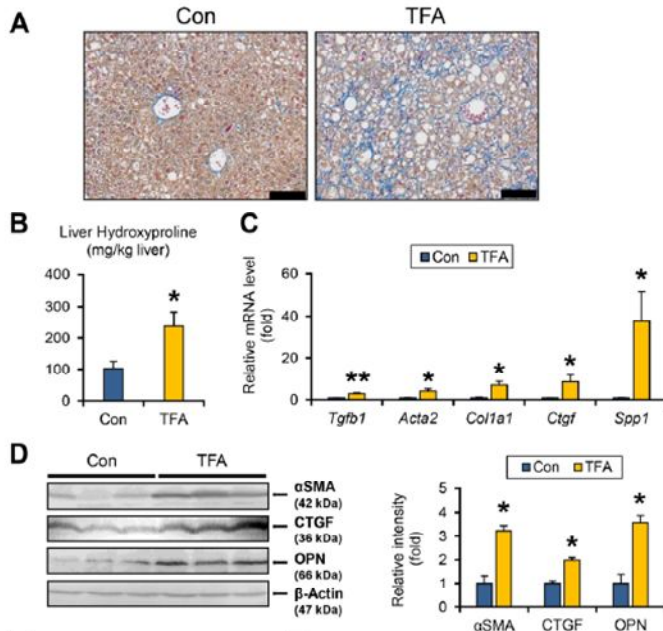 A
Con
TFA
B
Liver Hydroxyproline
(mg/kg liver)
400
300
200
100
0
*
Con
TFA
C
Con TFA
Relative mRNA level
(fold)
60
40
20
0
**
*
*
*
*
Tgfb1 Acta2 Col1a1 Ctgf Spp1
D
Con
TFA
αSMA
(42 kDa)
CTGF
(36 kDa)
OPN
(66 kDa)
β-Actin
(47 kDa)
Con TFA
Relative intensity
(fold)
5
4
3
2
1
0
*
*
*
αSMA CTGF OPN